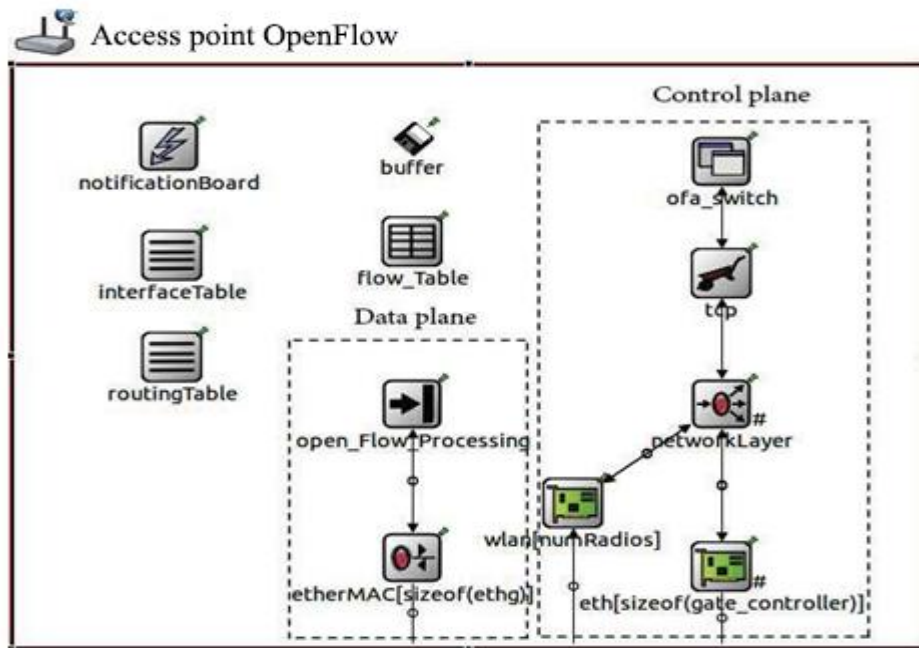 Access point OpenFlow
Control plane
notificationBoard
buffer
ofa_switch
interfaceTable
flow_Table
tcp
Data plane
routingTable
open_Flow_Processing
#
networkLayer
wlan[numRadios]
etherMAC[sizeof(ethg)]
#
eth[sizeof(gate_controller)]